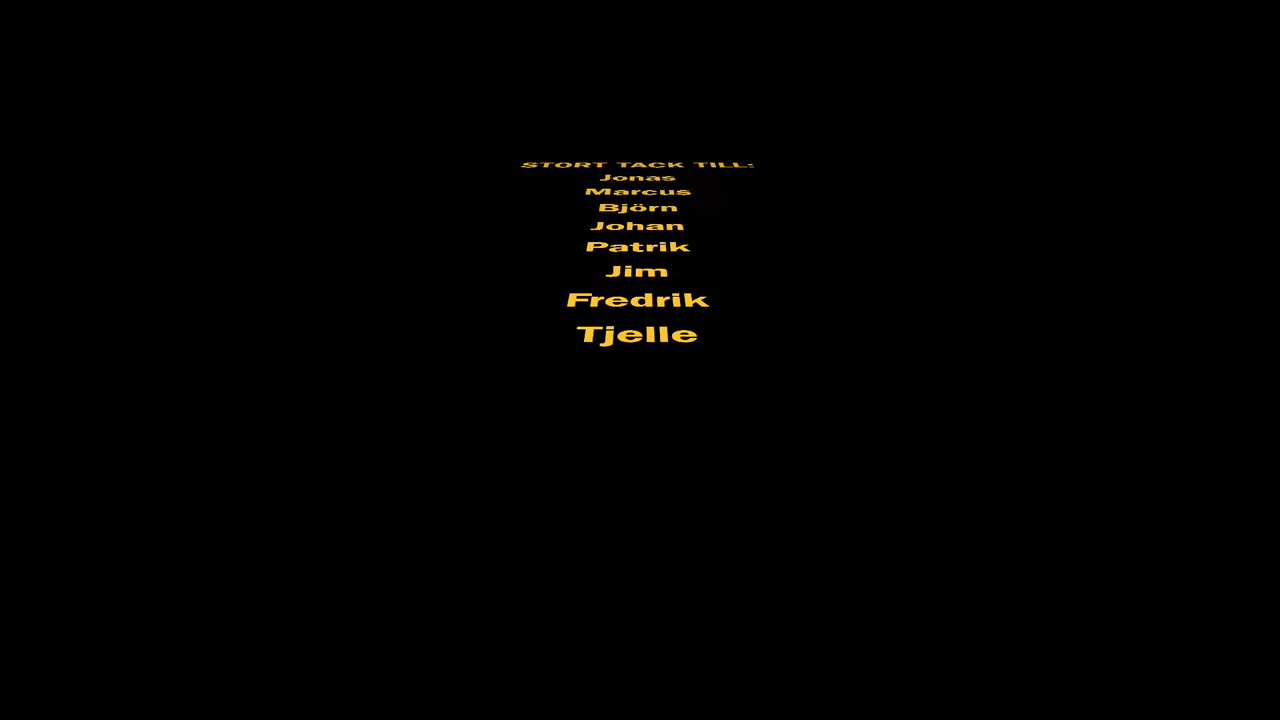 STORT TACK TILL:
Jonas
Marcus
Björn
Johan
Patrik
Jim
Fredrik
Tjelle